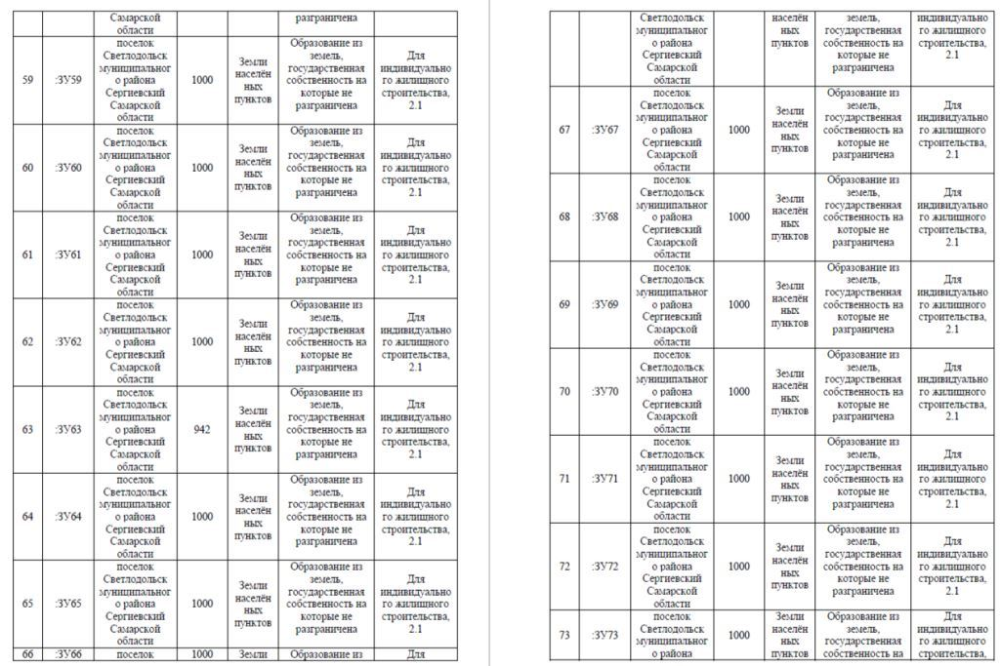 Самарской
области
разграничена
59
:ЗУ59
поселок
Светлодольск
муниципальног
о района
Сергиевский
Самарской
области
1000
Земли
населён
ных
пунктов
Образование из
земель,
государственная
собственность на
которые не
разграничена
Для
индивидуально
го жилищного
строительства,
2.1
60
:ЗУ60
поселок
Светлодольск
муниципальног
о района
Сергиевский
Самарской
области
1000
Земли
населён
ных
пунктов
Образование из
земель,
государственная
собственность на
которые не
разграничена
Для
индивидуально
го жилищного
строительства,
2.1
61
:ЗУ61
поселок
Светлодольск
муниципальног
о района
Сергиевский
Самарской
области
1000
Земли
населён
ных
пунктов
Образование из
земель,
государственная
собственность на
которые не
разграничена
Для
индивидуально
го жилищного
строительства,
2.1
62
:ЗУ62
поселок
Светлодольск
муниципальног
о района
Сергиевский
Самарской
области
1000
Земли
населён
ных
пунктов
Образование из
земель,
государственная
собственность на
которые не
разграничена
Для
индивидуально
го жилищного
строительства,
2.1
63
:ЗУ63
поселок
Светлодольск
муниципальног
о района
Сергиевский
Самарской
области
942
Земли
населён
ных
пунктов
Образование из
земель,
государственная
собственность на
которые не
разграничена
Для
индивидуально
го жилищного
строительства,
2.1
64
:ЗУ64
поселок
Светлодольск
муниципальног
о района
Сергиевский
Самарской
области
1000
Земли
населён
ных
пунктов
Образование из
земель,
государственная
собственность на
которые не
разграничена
Для
индивидуально
го жилищного
строительства,
2.1
65
:ЗУ65
поселок
Светлодольск
муниципальног
о района
Сергиевский
Самарской
области
1000
Земли
населён
ных
пунктов
Образование из
земель,
государственная
собственность на
которые не
разграничена
Для
индивидуально
го жилищного
строительства,
2.1
66
:ЗУ66
поселок
1000
Земли
Образование из
Для
Светлодольск
муниципальног
о района
Сергиевский
Самарской
области
населён
ных
пунктов
земель,
государственная
собственность на
которые не
разграничена
индивидуально
го жилищного
строительства,
2.1
67
:ЗУ67
поселок
Светлодольск
муниципальног
о района
Сергиевский
Самарской
области
1000
Земли
населён
ных
пунктов
Образование из
земель,
государственная
собственность на
которые не
разграничена
Для
индивидуально
го жилищного
строительства,
2.1
68
:ЗУ68
поселок
Светлодольск
муниципальног
о района
Сергиевский
Самарской
области
1000
Земли
населён
ных
пунктов
Образование из
земель,
государственная
собственность на
которые не
разграничена
Для
индивидуально
го жилищного
строительства,
2.1
69
:ЗУ69
поселок
Светлодольск
муниципальног
о района
Сергиевский
Самарской
области
1000
Земли
населён
ных
пунктов
Образование из
земель,
государственная
собственность на
которые не
разграничена
Для
индивидуально
го жилищного
строительства,
2.1
70
:ЗУ70
поселок
Светлодольск
муниципальног
о района
Сергиевский
Самарской
области
1000
Земли
населён
ных
пунктов
Образование из
земель,
государственная
собственность на
которые не
разграничена
Для
индивидуально
го жилищного
строительства,
2.1
71
:ЗУ71
поселок
Светлодольск
муниципальног
о района
Сергиевский
Самарской
области
1000
Земли
населён
ных
пунктов
Образование из
земель,
государственная
собственность на
которые не
разграничена
Для
индивидуально
го жилищного
строительства,
2.1
72
:ЗУ72
поселок
Светлодольск
муниципальног
о района
Сергиевский
Самарской
области
1000
Земли
населён
ных
пунктов
Образование из
земель,
государственная
собственность на
которые не
разграничена
Для
индивидуально
го жилищного
строительства,
2.1
73
:ЗУ73
поселок
Светлодольск
муниципальног
о района
1000
Земли
населён
ных
пунктов
Образование из
земель,
государственная
собственность на
Для
индивидуально
го жилищного
строительства,